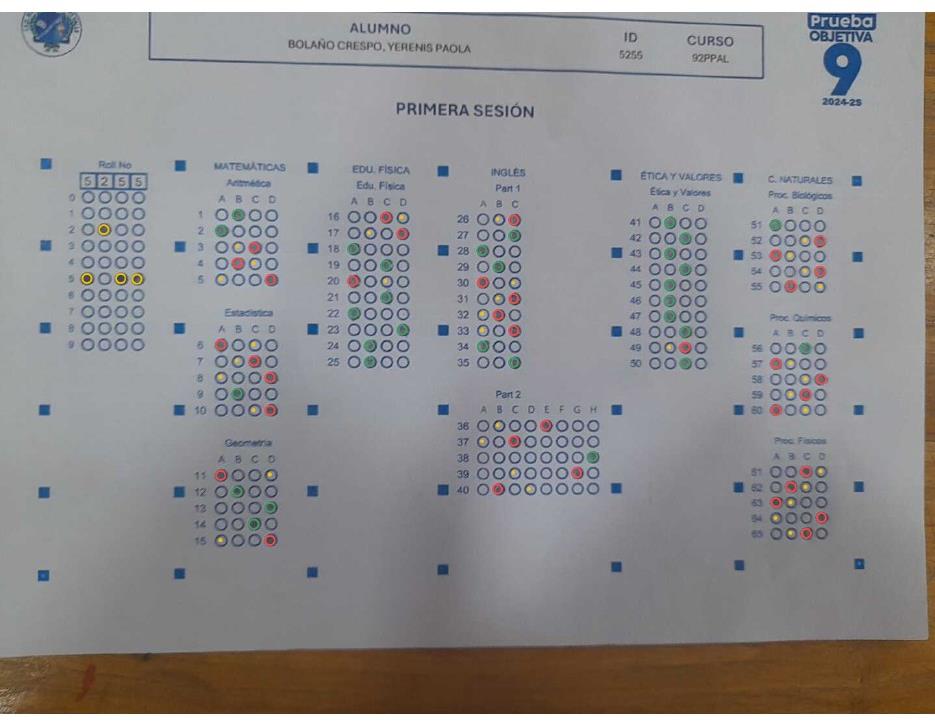 ALUMNO
BOLAÑO CRESPO, YERENIS PAOLA
ID
5255
CURSO
92PPAL
Prueba
OBJETIVA
9
2024-25
PRIMERA SESIÓN
Roll No
5 2 5 5
0
1
2
3
4
5
6
7
8
9
MATEMÁTICAS
Aritmética
A B C D
1
2
3
4
5
Estadística
A B C D
6
7
8
9
10
Geometría
A B C D
11
12
13
14
15
EDU. FÍSICA
Edu. Física
A B C D
16
17
18
19
20
21
22
23
24
25
INGLÉS
Part 1
A B C
26
27
28
29
30
31
32
33
34
35
Part 2
A B C D E F G H
36
37
38
39
40
ÉTICA Y VALORES
Ética y Valores
A B C D
41
42
43
44
45
46
47
48
49
50
C. NATURALES
Proc. Biológicos
A B C D
51
52
53
54
55
Proc. Químicos
A B C D
56
57
58
59
60
Proc. Físicos
A B C D
61
62
63
64
65